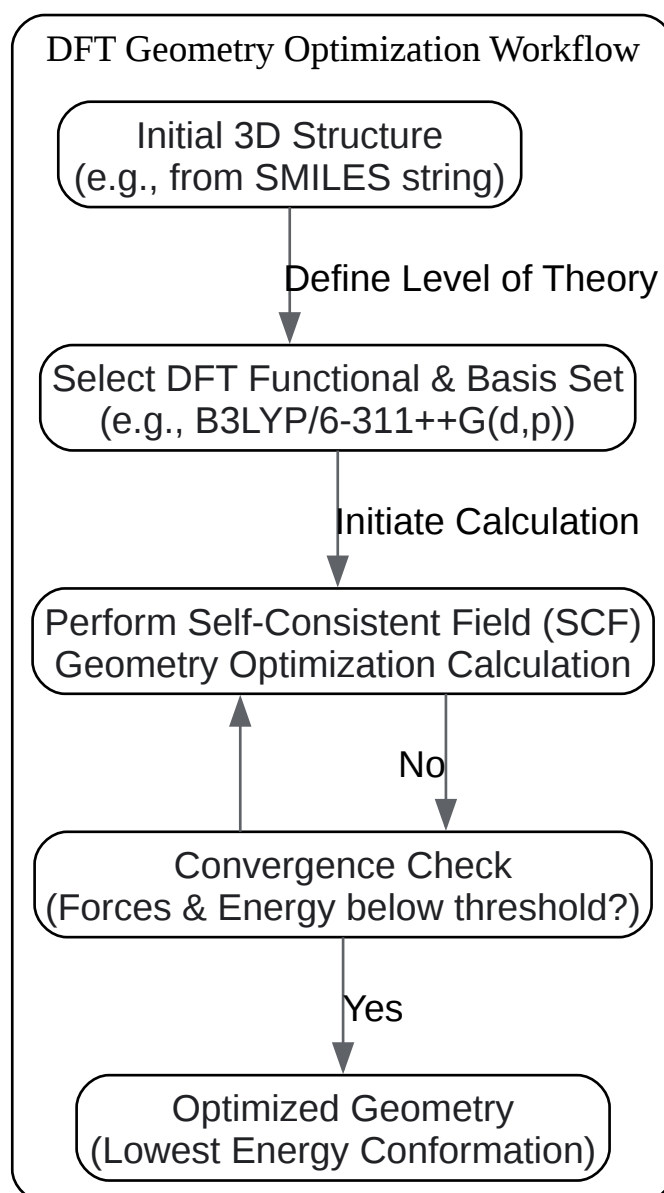 DFT Geometry Optimization Workflow
Initial 3D Structure
(e.g., from SMILES string)
Define Level of Theory
Select DFT Functional & Basis Set
(e.g., B3LYP/6-311++G(d,p))
Initiate Calculation
Perform Self-Consistent Field (SCF)
Geometry Optimization Calculation
No
Convergence Check
(Forces & Energy below threshold?)
Yes
Optimized Geometry
(Lowest Energy Conformation)